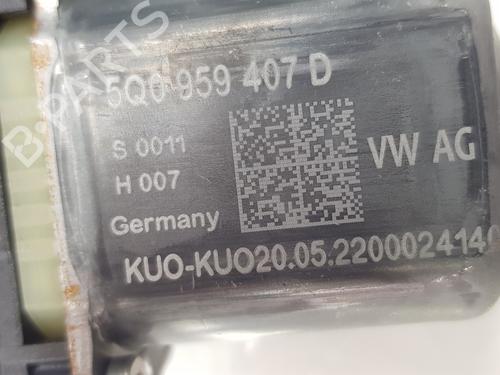 5Q0 959 407 D
S 0011
H 007
VW AG
Germany
KUO-KUO20.05.2200024140
B-PARTS